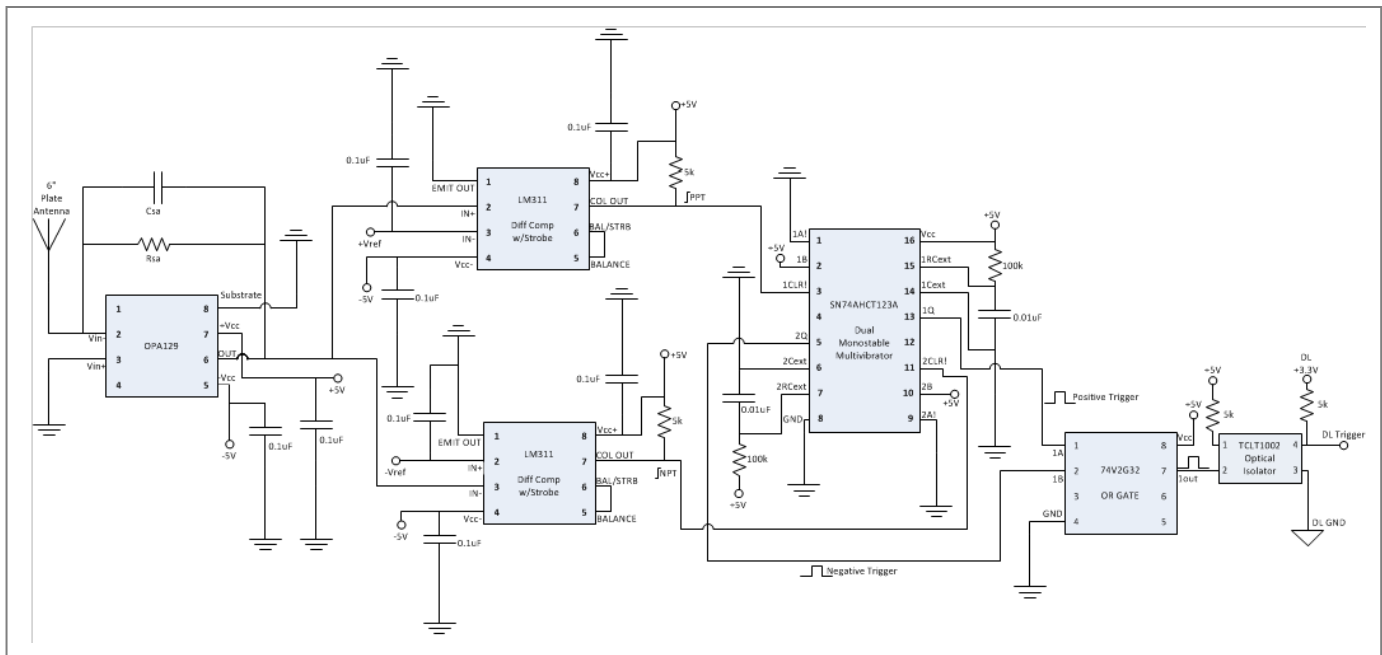 6"
Plate
Antenna
Csa
Rsa
Substrate
1
2
3
4
8
7
6
5
OPA129
Vin-
Vin+
+Vcc
OUT
-Vcc
+5V
-5V
0.1uF
0.1uF
0.1uF
EMIT OUT
IN+
IN-
Vcc-
+Vref
-5V
0.1uF
1
2
3
4
8
7
6
5
LM311
Diff Comp
w/Strobe
Vcc+
COL OUT
BAL/STRB
BALANCE
0.1uF
+5V
5k
PPT
0.1uF
EMIT OUT
-Vref
IN+
IN-
Vcc-
-5V
0.1uF
1
2
3
4
8
7
6
5
LM311
Diff Comp
w/Strobe
Vcc+
COL OUT
BAL/STRB
BALANCE
0.1uF
+5V
5k
NPT
1A!
+5V
1B
1CLR!
2Q
2Cext
2RCext
GND
0.01uF
100k
+5V
1
2
3
4
5
6
7
8
16
15
14
13
12
11
10
9
SN74AHCT123A
Dual
Monostable
Multivibrator
Vcc
1RCext
1Cext
1Q
2CLR!
2B
2A!
+5V
+5V
100k
0.01uF
Positive Trigger
Negative Trigger
1A
1B
GND
1
2
3
4
8
7
6
5
74V2G32
OR GATE
Vcc
+5V
1out
+5V
5k
1
2
4
3
TCLT1002
Optical
Isolator
DL
+3.3V
5k
DL Trigger
DL GND